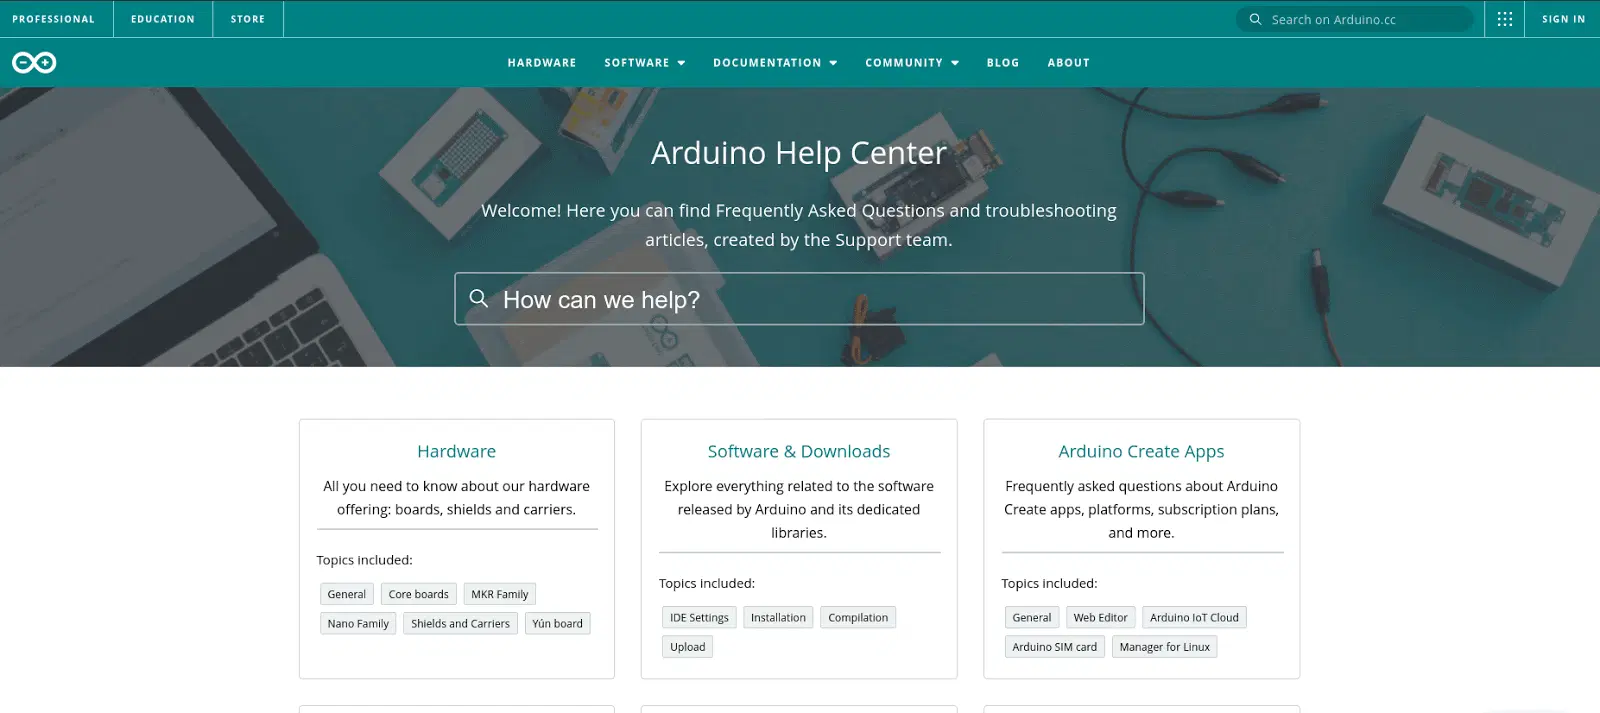 PROFESSIONAL EDUCATION STORE Search on Arduino.cc SIGN IN
HARDWARE SOFTWARE DOCUMENTATION COMMUNITY BLOG ABOUT
Arduino Help Center
Welcome! Here you can find Frequently Asked Questions and troubleshooting
articles, created by the Support team.
How can we help?
Hardware
All you need to know about our hardware
offering: boards, shields and carriers.
Topics included:
General Core boards MKR Family
Nano Family Shields and Carriers Yún board
Software & Downloads
Explore everything related to the software
released by Arduino and its dedicated
libraries.
Topics included:
IDE Settings Installation Compilation
Upload
Arduino Create Apps
Frequently asked questions about Arduino
Create apps, platforms, subscription plans,
and more.
Topics included:
General Web Editor Arduino IoT Cloud
Arduino SIM card Manager for Linux